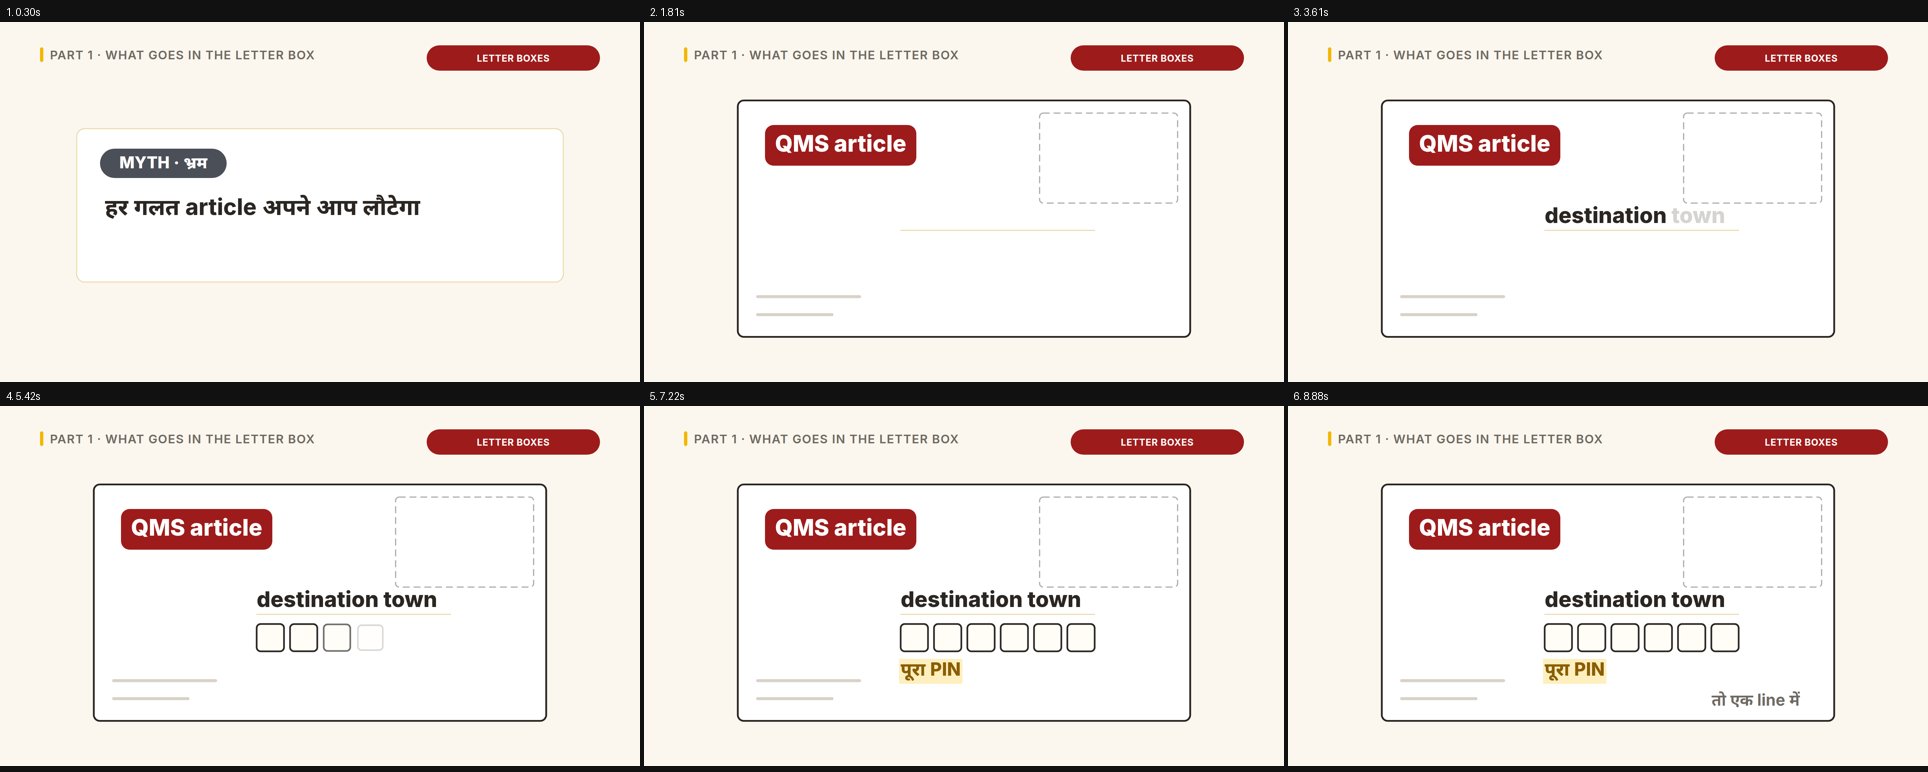 1. 0.30s
PART 1 · WHAT GOES IN THE LETTER BOX
LETTER BOXES
MYTH · भ्रम
हर गलत article अपने आप लौटेगा
2. 1.81s
PART 1 · WHAT GOES IN THE LETTER BOX
LETTER BOXES
QMS article
3. 3.61s
PART 1 · WHAT GOES IN THE LETTER BOX
LETTER BOXES
QMS article
destination town
4. 5.42s
PART 1 · WHAT GOES IN THE LETTER BOX
LETTER BOXES
QMS article
destination town
5. 7.22s
PART 1 · WHAT GOES IN THE LETTER BOX
LETTER BOXES
QMS article
destination town
पूरा PIN
6. 8.88s
PART 1 · WHAT GOES IN THE LETTER BOX
LETTER BOXES
QMS article
destination town
पूरा PIN
तो एक line में